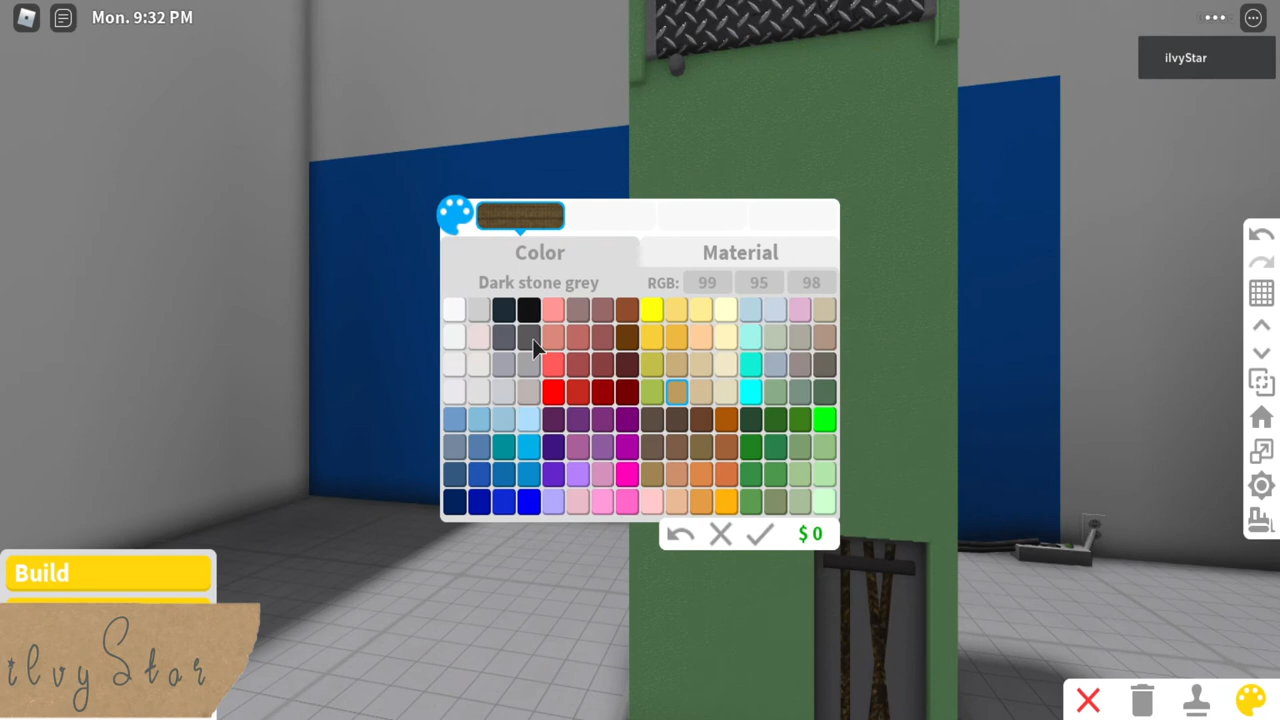 Mon. 9:32 PM
ilvyStar
Color Material
Dark stone grey RGB: 99 95 98
$ 0
Build
ilvyStar